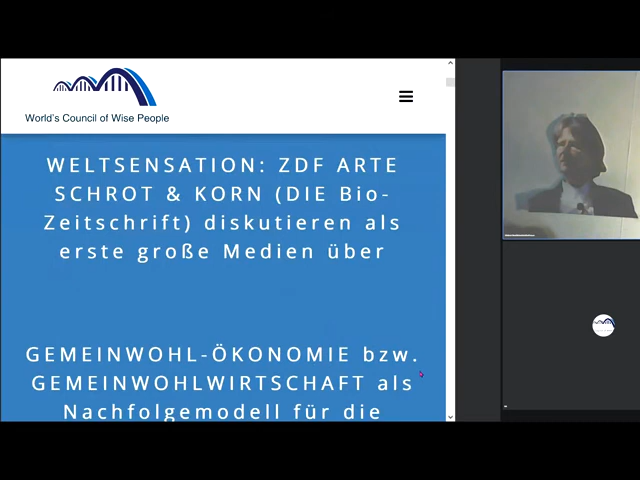 World's Council of Wise People
WELTSENSATION: ZDF ARTE
SCHROT & KORN (DIE Bio-
Zeitschrift) diskutieren als
erste große Medien über
GEMEINWOHL-ÖKONOMIE bzw.
GEMEINWOHLWIRTSCHAFT als
Nachfolgemodell für die